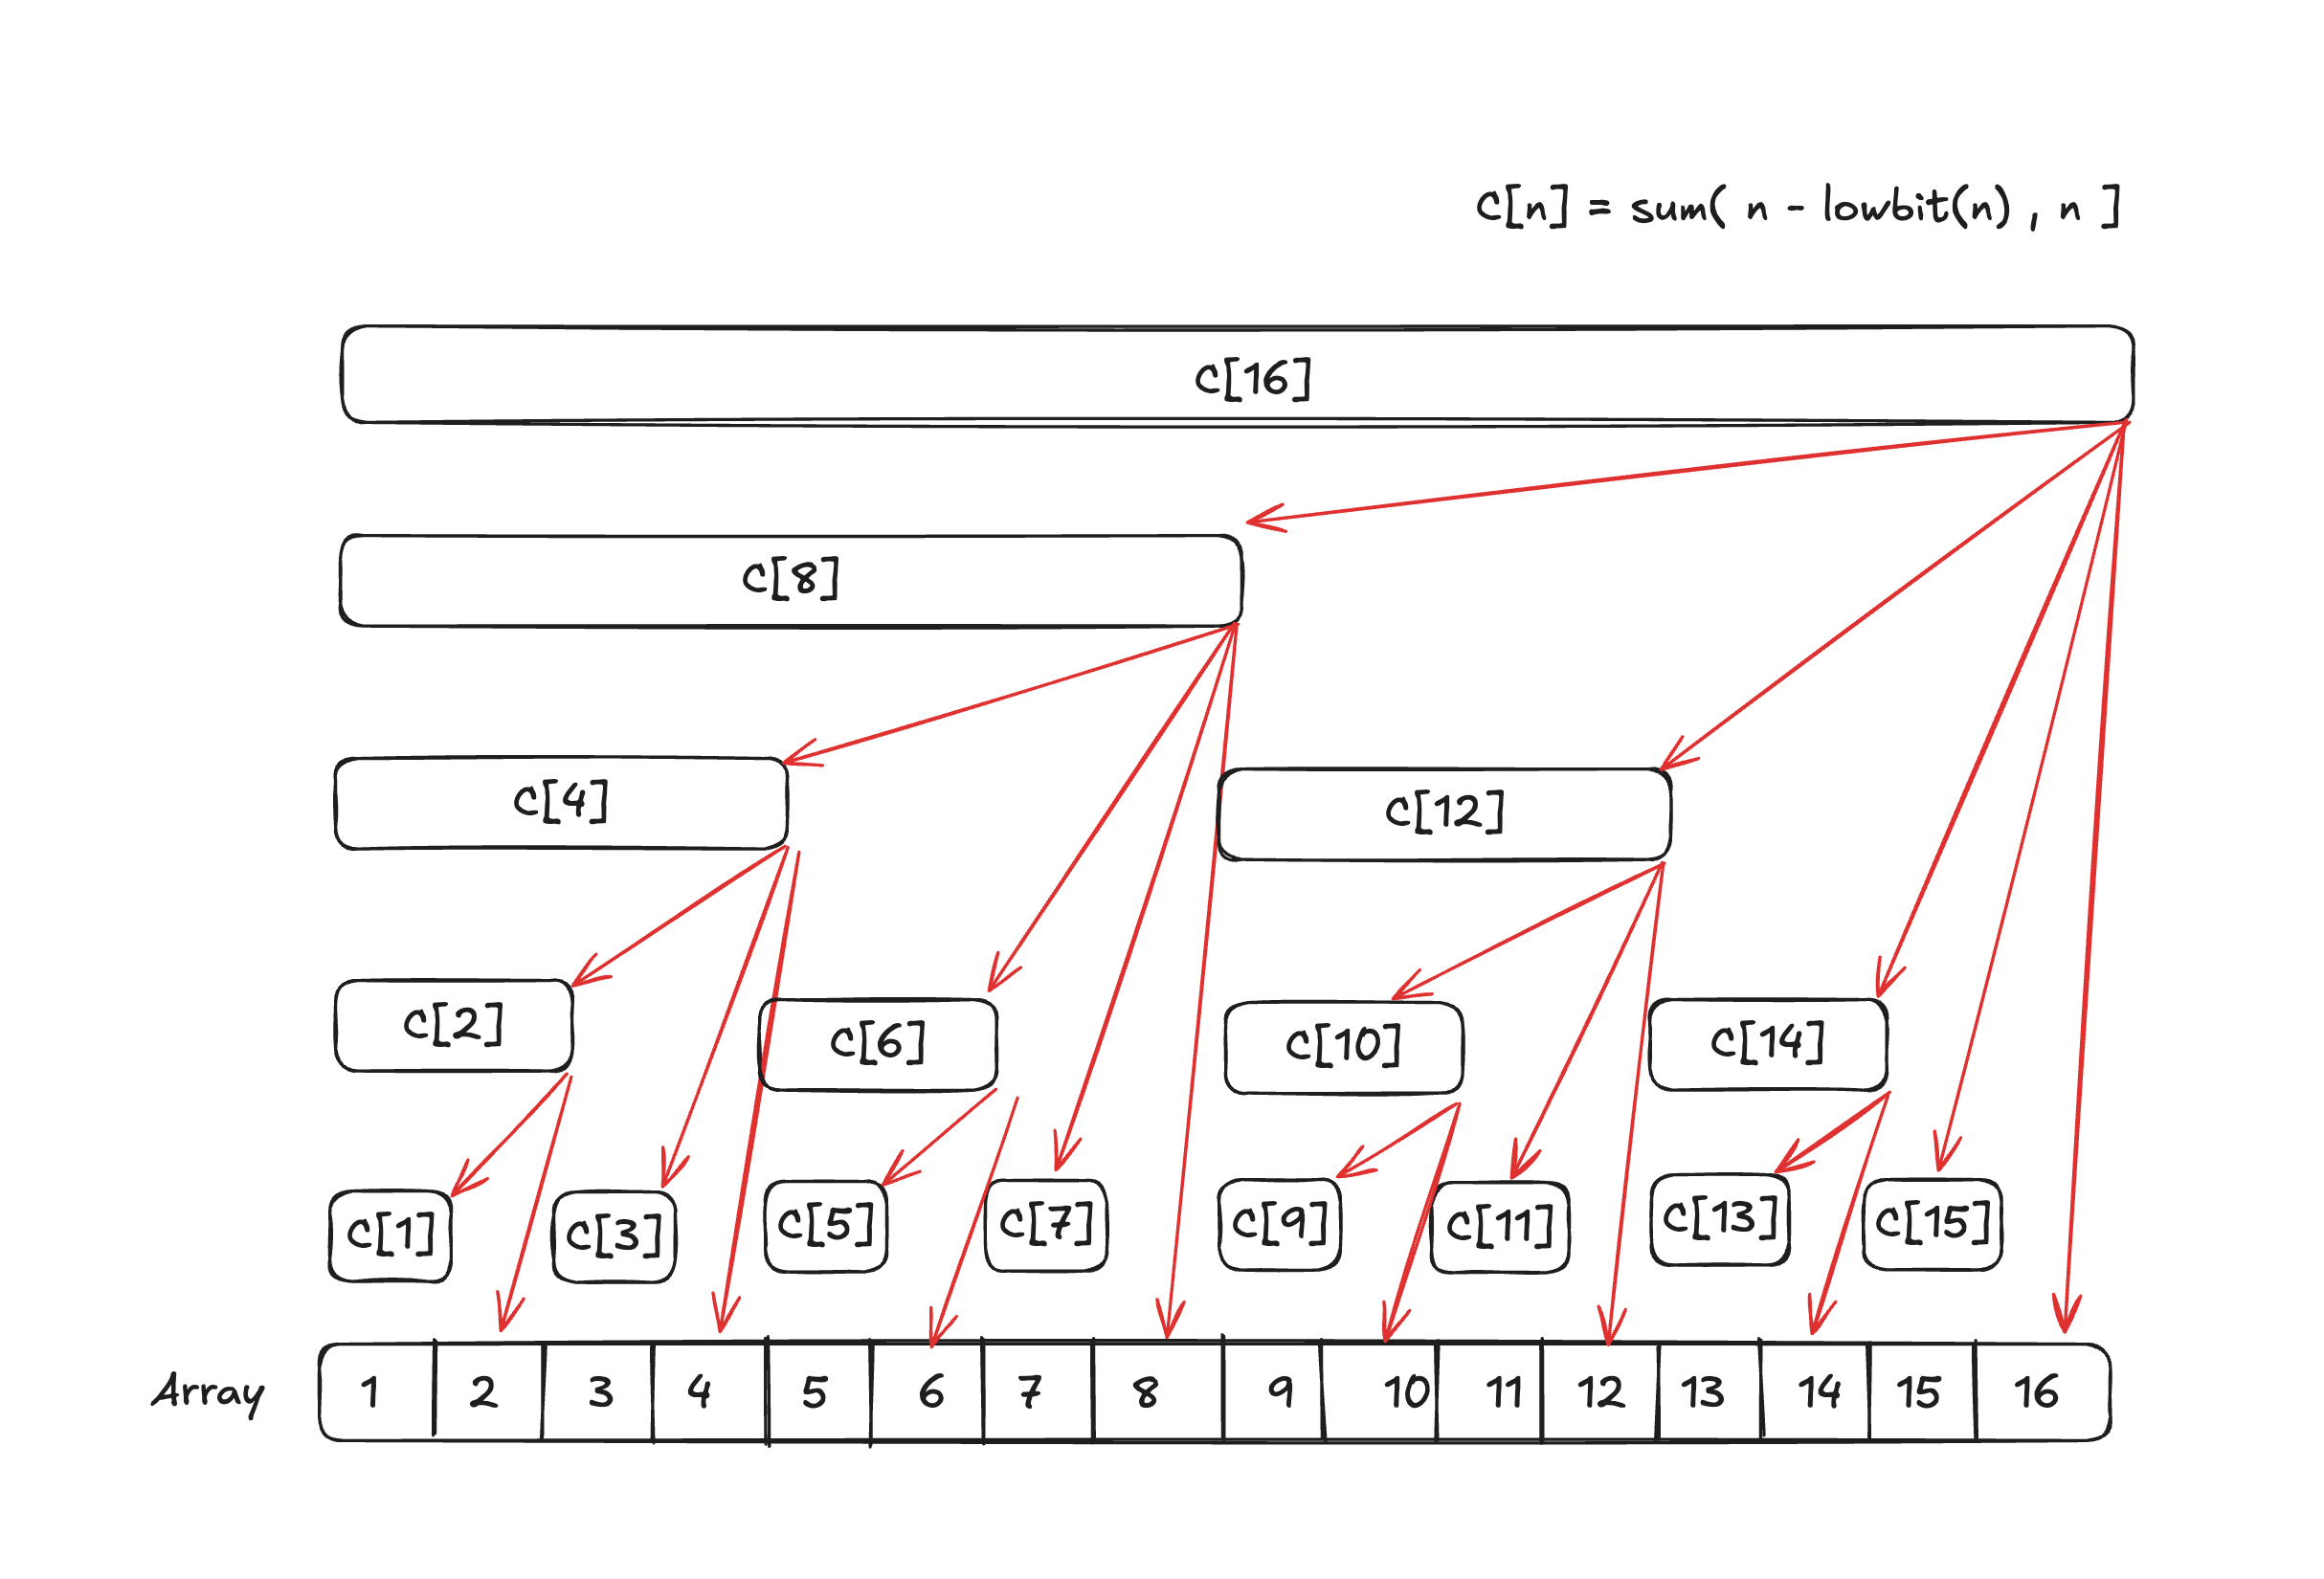 C[n] = sum( n - lowbit(n) , n ]
C[16]
C[8]
C[4]
C[12]
C[2]
C[6]
C[10]
C[14]
C[1]
C[3]
C[5]
C[7]
C[9]
C[11]
C[13]
C[15]
Array 1 2 3 4 5 6 7 8 9 10 11 12 13 14 15 16